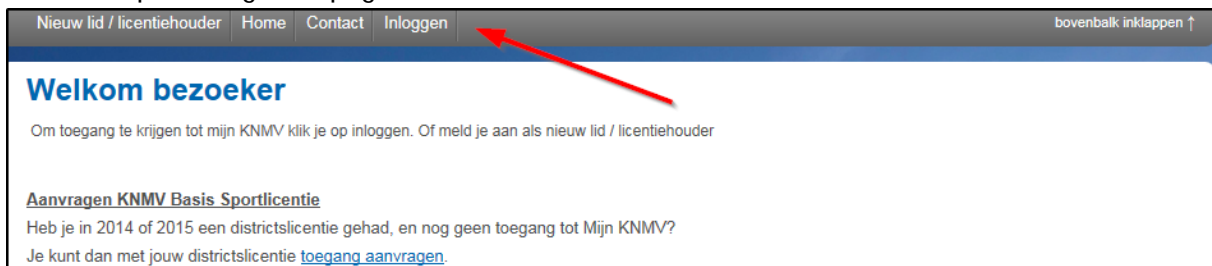 Nieuw lid / licentiehouder Home Contact Inloggen bovenbalk inklappen ↑
Welkom bezoeker
Om toegang te krijgen tot mijn KNMV klik je op inloggen. Of meld je aan als nieuw lid / licentiehouder
Aanvragen KNMV Basis Sportlicentie
Heb je in 2014 of 2015 een districtslicentie gehad, en nog geen toegang tot Mijn KNMV?
Je kunt dan met jouw districtslicentie toegang aanvragen.